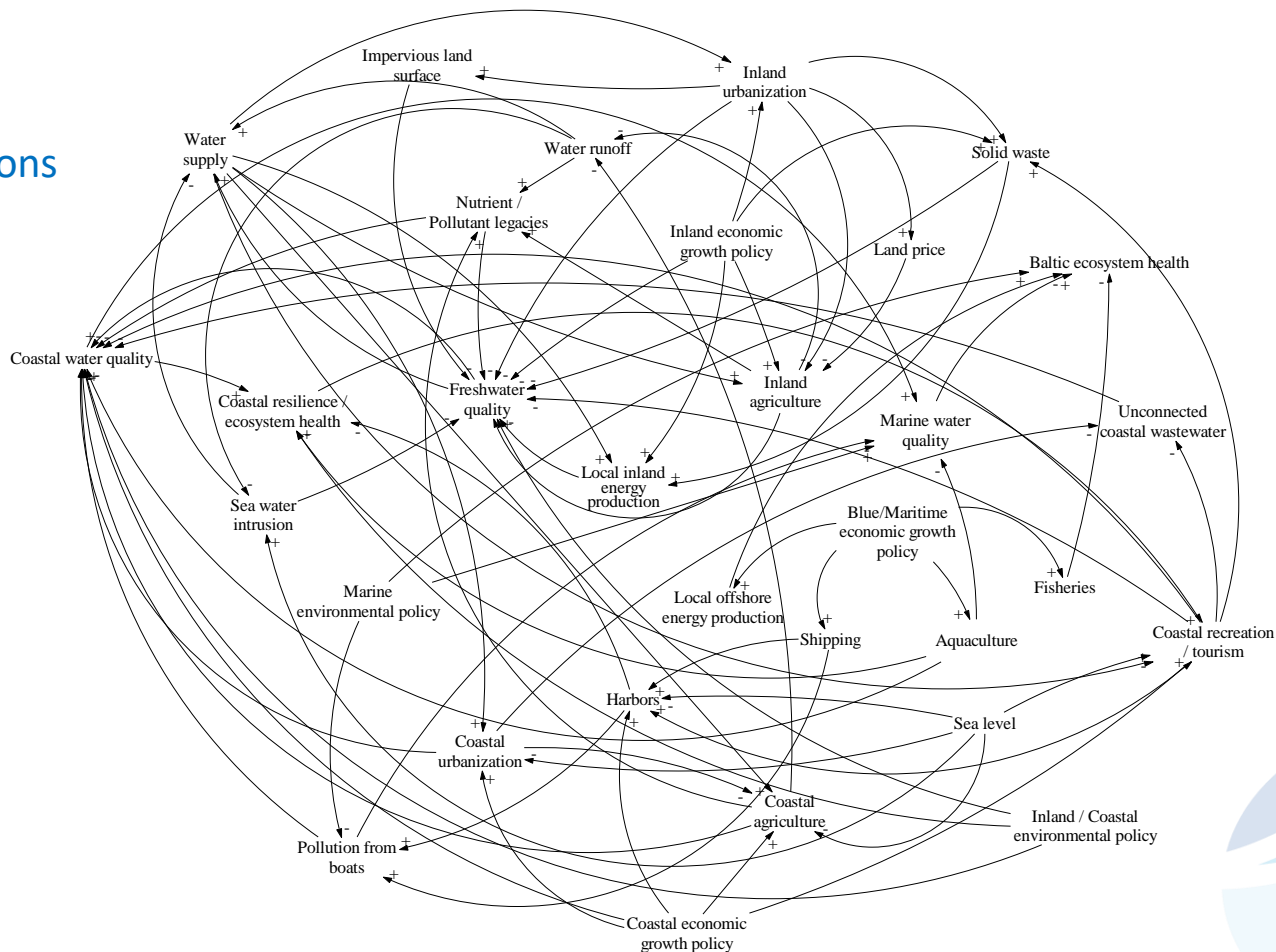 ons
Impervious land
surface
Inland
urbanization
Water
supply
Water runoff
Solid waste
Nutrient /
Pollutant legacies
Inland economic
growth policy
Land price
Baltic ecosystem health
Coastal water quality
Coastal resilience /
ecosystem health
Freshwater
quality
Inland
agriculture
Marine water
quality
Unconnected
coastal wastewater
Local inland
energy
production
Sea water
intrusion
Blue/Maritime
economic growth
policy
Marine
environmental policy
Local offshore
energy production
Fisheries
Shipping
Aquaculture
Coastal recreation
/ tourism
Harbors
Sea level
Coastal
urbanization
Coastal
agriculture
Inland / Coastal
environmental policy
Pollution from
boats
Coastal economic
growth policy